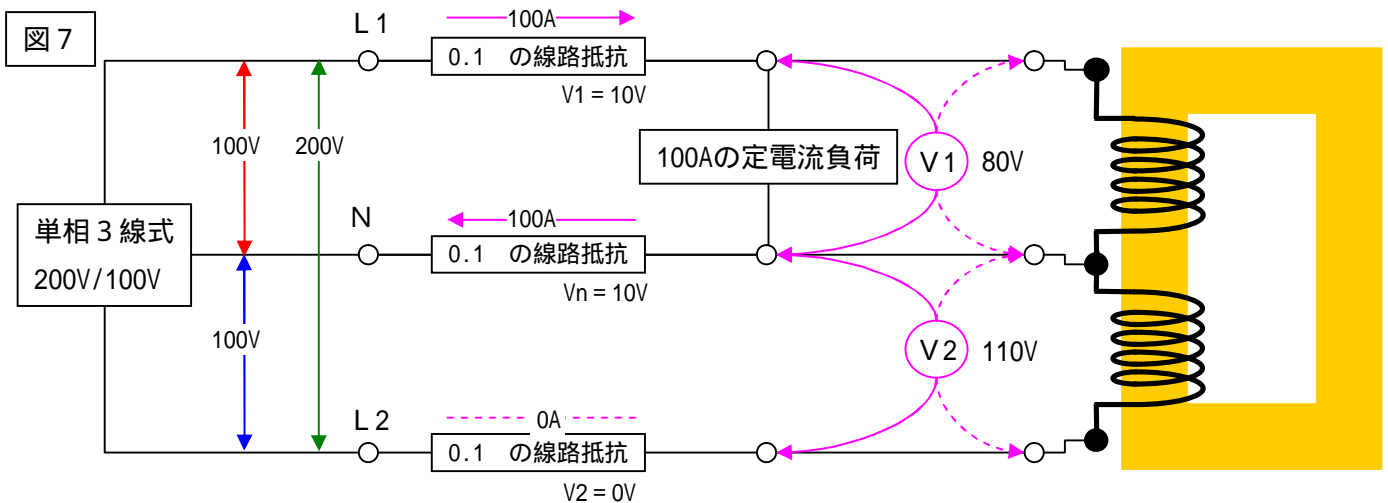 図7
L1
100A
0.1 の線路抵抗
V1 = 10V
100V
200V
100Aの定電流負荷
V1
80V
単相3線式
200V/100V
N
100A
0.1 の線路抵抗
Vn = 10V
100V
V2
110V
L2
0A
0.1 の線路抵抗
V2 = 0V